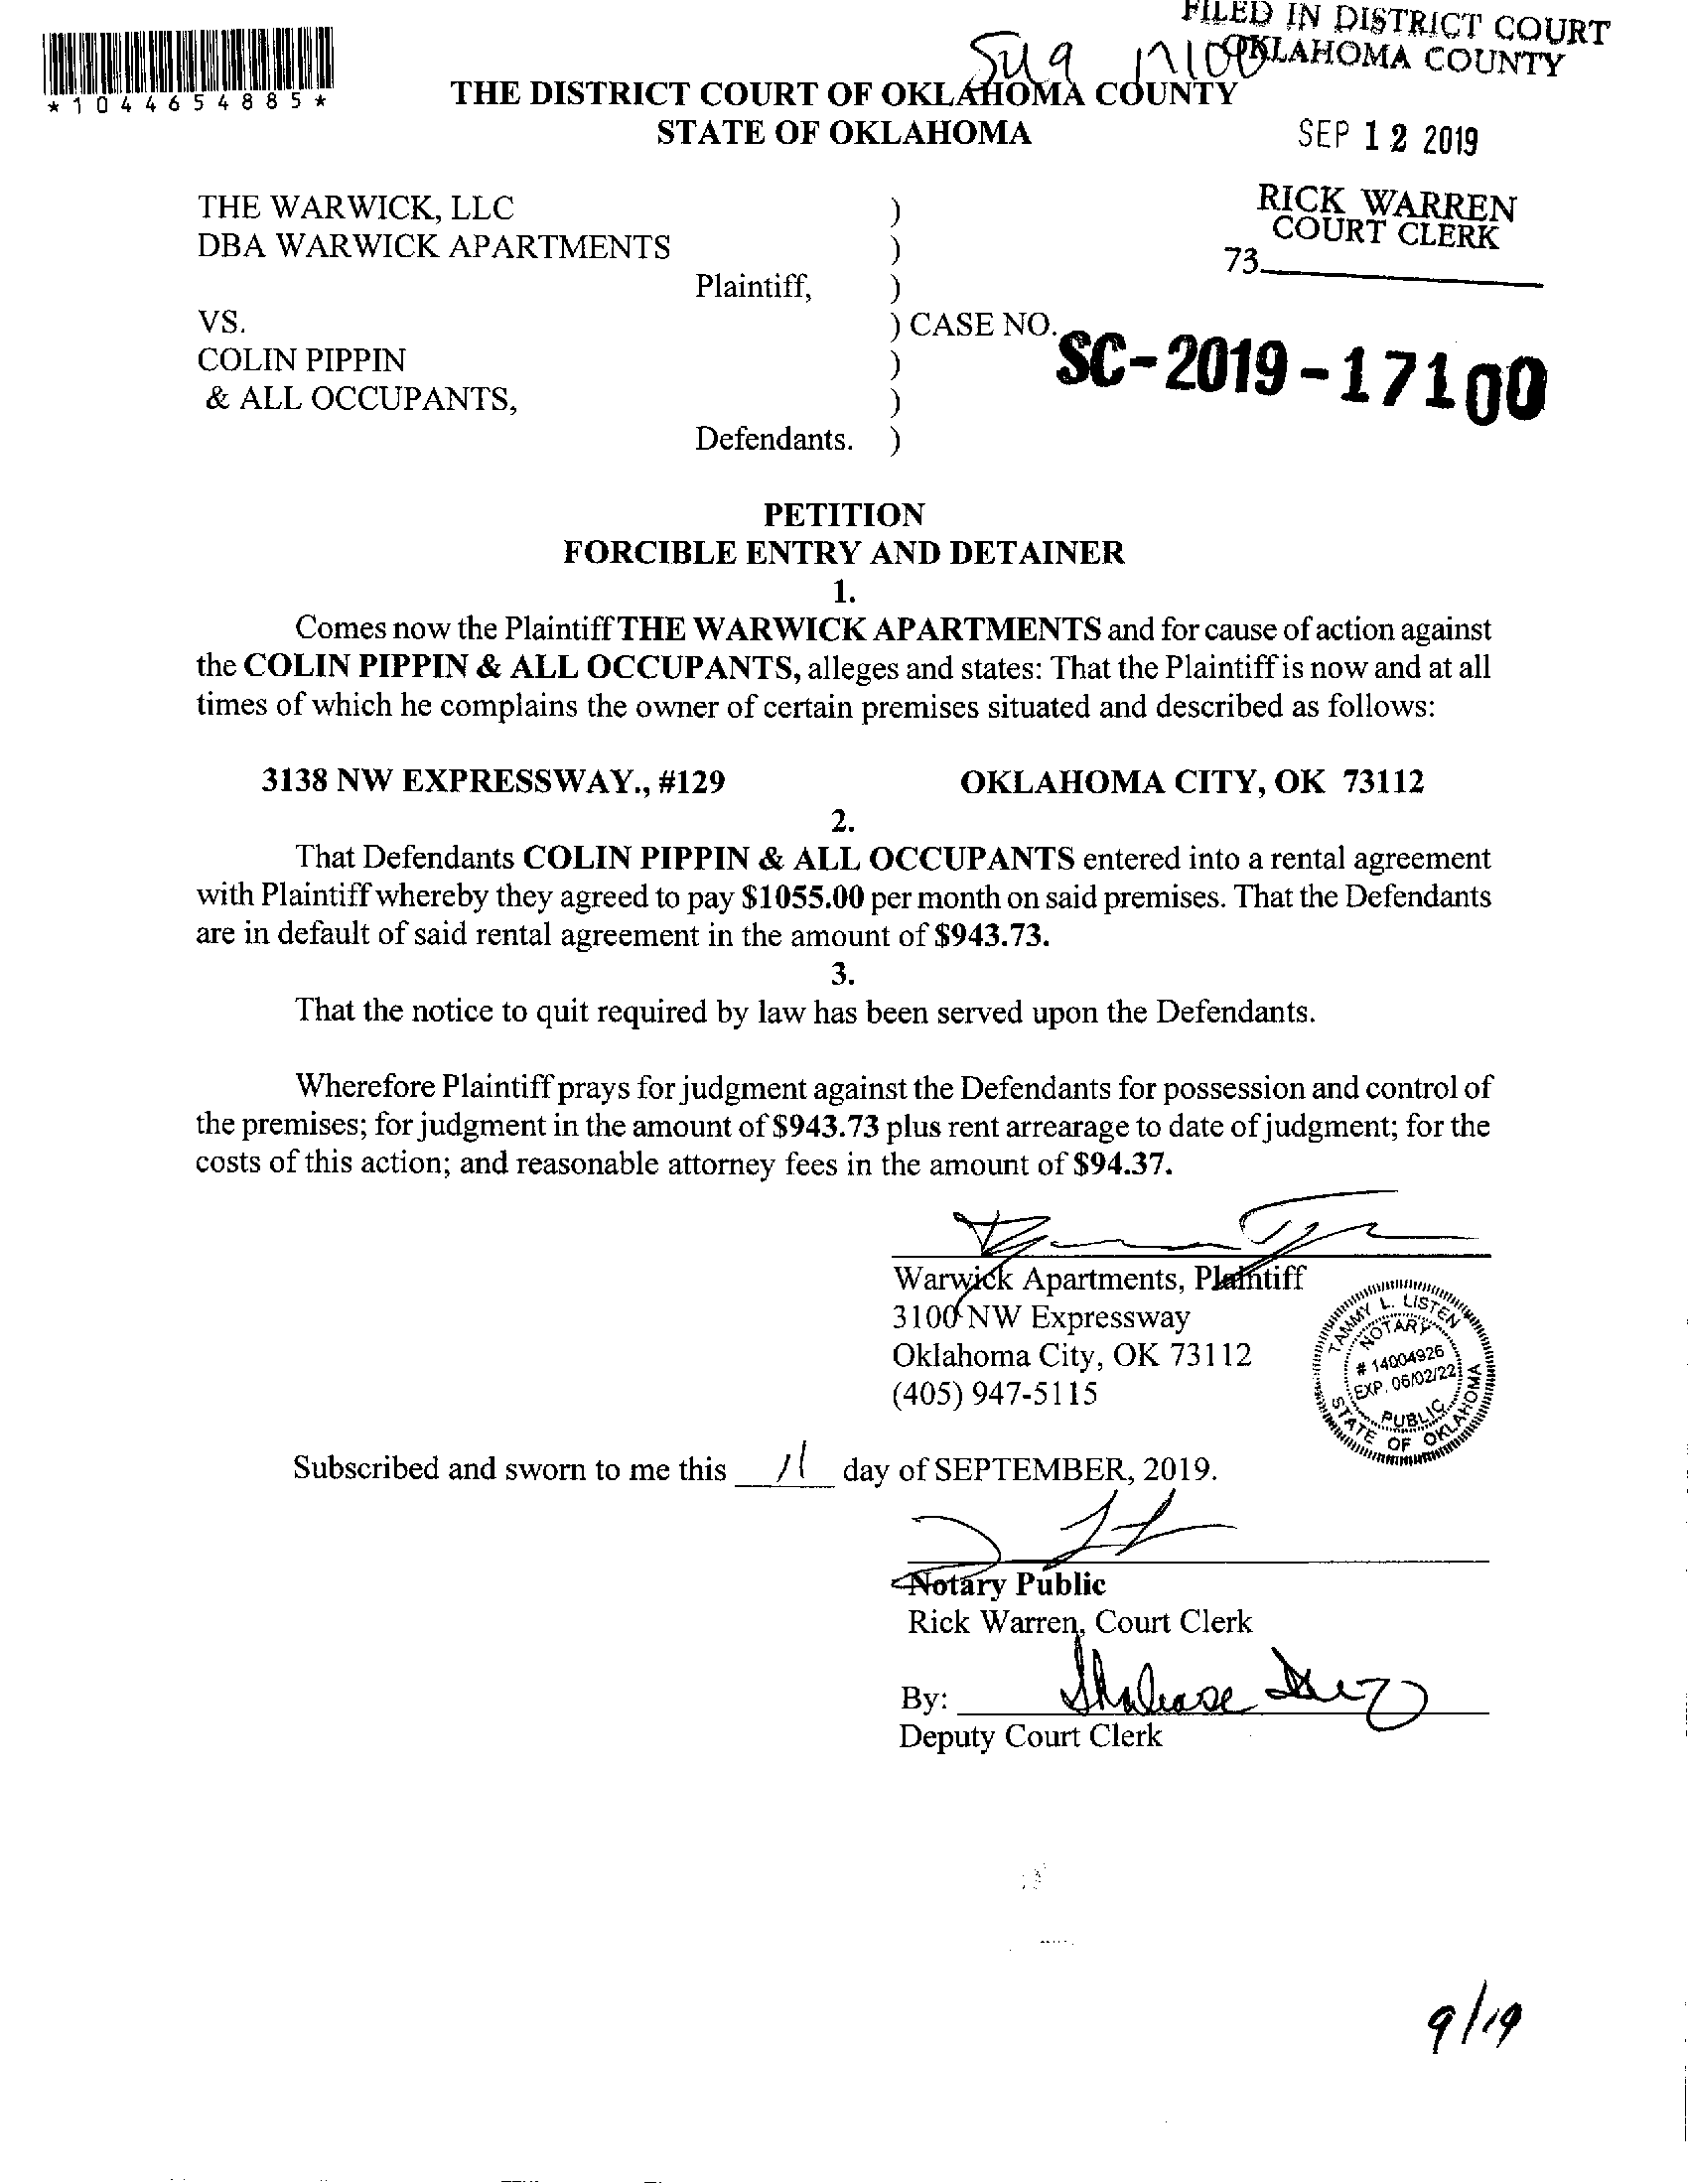 FILED IN DISTRICT COURT
OKLAHOMA COUNTY
*1044654885*
THE DISTRICT COURT OF OKLAHOMA COUNTY
STATE OF OKLAHOMA
SEP 12 2019
RICK WARREN
COURT CLERK
73
THE WARWICK, LLC )
DBA WARWICK APARTMENTS )
Plaintiff, )
VS. ) CASE NO. SC-2019-17100
COLIN PIPPIN )
& ALL OCCUPANTS, )
Defendants. )
PETITION
FORCIBLE ENTRY AND DETAINER
1.
Comes now the Plaintiff THE WARWICK APARTMENTS and for cause of action against
the COLIN PIPPIN & ALL OCCUPANTS, alleges and states: That the Plaintiff is now and at all
times of which he complains the owner of certain premises situated and described as follows:
3138 NW EXPRESSWAY., #129 OKLAHOMA CITY, OK 73112
2.
That Defendants COLIN PIPPIN & ALL OCCUPANTS entered into a rental agreement
with Plaintiff whereby they agreed to pay $1055.00 per month on said premises. That the Defendants
are in default of said rental agreement in the amount of $943.73.
3.
That the notice to quit required by law has been served upon the Defendants.
Wherefore Plaintiff prays for judgment against the Defendants for possession and control of
the premises; for judgment in the amount of $943.73 plus rent arrearage to date of judgment; for the
costs of this action; and reasonable attorney fees in the amount of $94.37.
Warwick Apartments, Plaintiff
3100 NW Expressway
Oklahoma City, OK 73112
(405) 947-5115
TAMMY L. LISTEN
NOTARY
# 14004926
EXP. 06/02/22
PUBLIC
STATE OF OKLAHOMA
Subscribed and sworn to me this 11 day of SEPTEMBER, 2019.
Notary Public
Rick Warren, Court Clerk
By:
Deputy Court Clerk
9/19